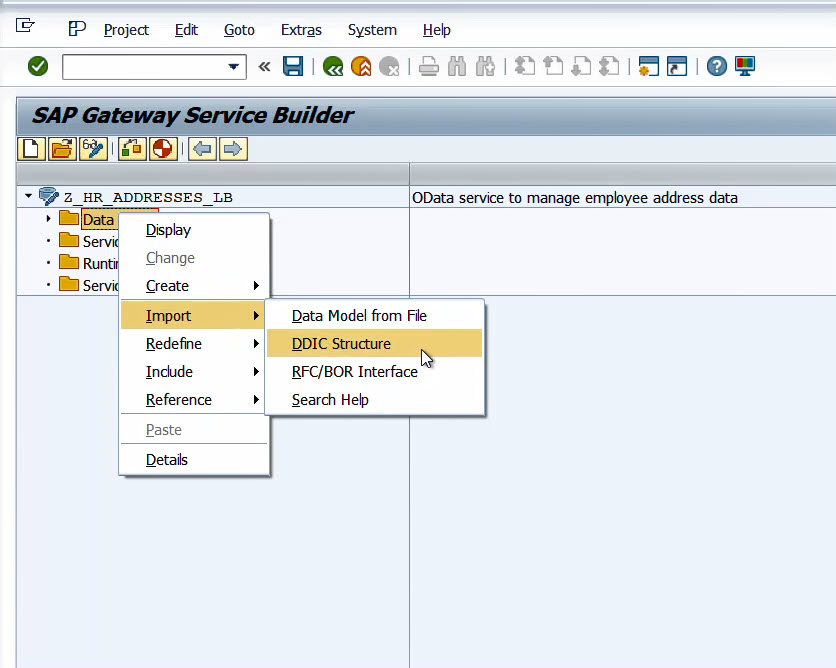 Project Edit Goto Extras System Help
SAP Gateway Service Builder
Z_HR_ADDRESSES_LB OData service to manage employee address data
Data
Servic
Runtin
Servic
Display
Change
Create
Import
Redefine
Include
Reference
Paste
Details
Data Model from File
DDIC Structure
RFC/BOR Interface
Search Help